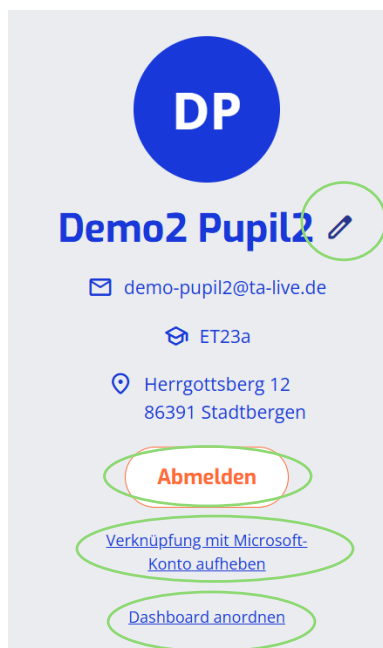 DP
Demo2 Pupil2
demo-pupil2@ta-live.de
ET23a
Herrgottsberg 12
86391 Stadtbergen
Abmelden
Verknüpfung mit Microsoft-
Konto aufheben
Dashboard anordnen